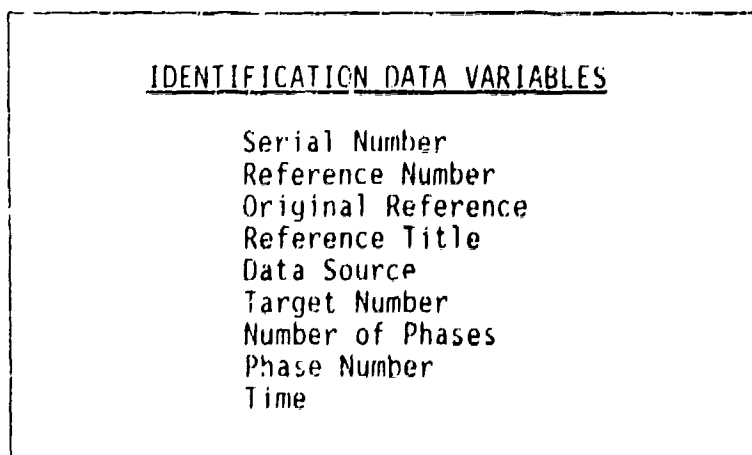 IDENTIFICATION DATA VARIABLES
Serial Number
Reference Number
Original Reference
Reference Title
Data Source
Target Number
Number of Phases
Phase Number
Time